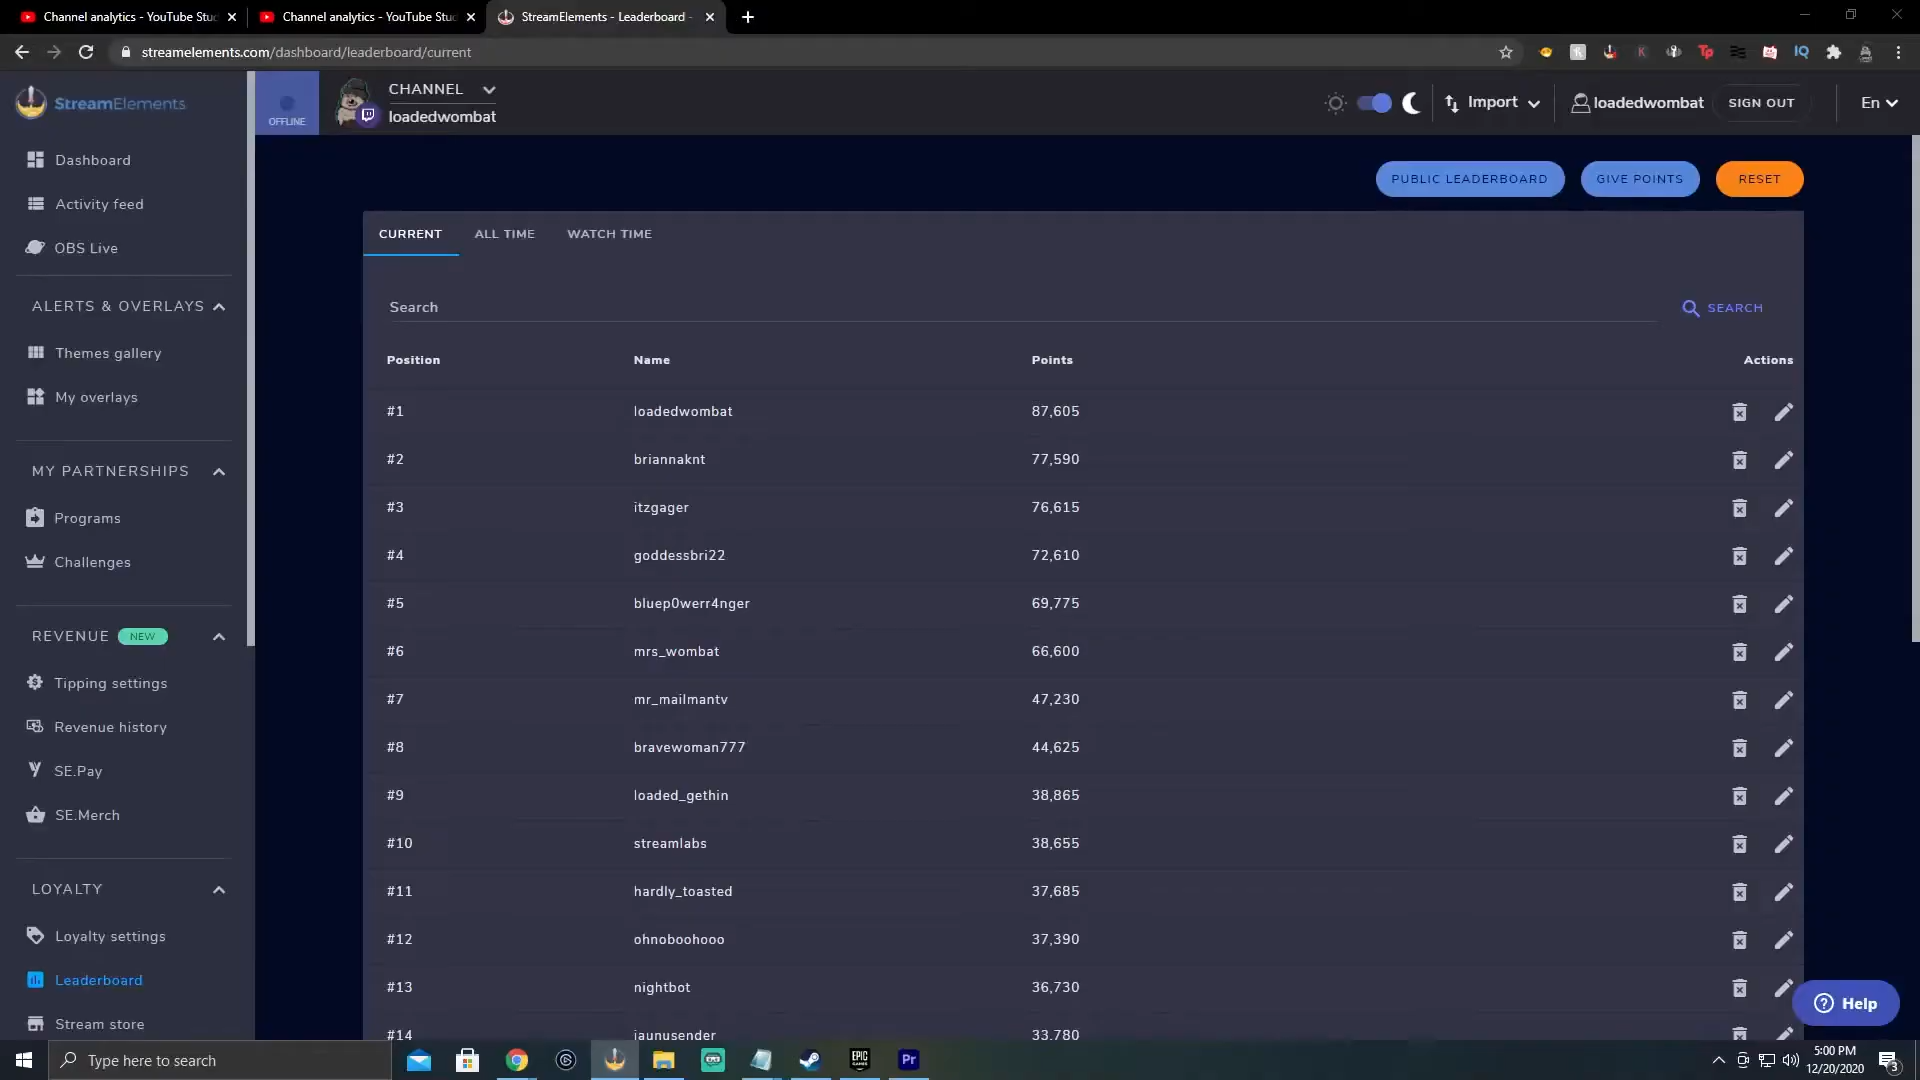 Channel analytics - YouTube Stud
Channel analytics - YouTube Stud
StreamElements - Leaderboard -
streamelements.com/dashboard/leaderboard/current
StreamElements
OFFLINE
CHANNEL
loadedwombat
Import
loadedwombat
SIGN OUT
En
Dashboard
Activity feed
OBS Live
ALERTS & OVERLAYS
Themes gallery
My overlays
MY PARTNERSHIPS
Programs
Challenges
REVENUE NEW
Tipping settings
Revenue history
SE.Pay
SE.Merch
LOYALTY
Loyalty settings
Leaderboard
Stream store
PUBLIC LEADERBOARD
GIVE POINTS
RESET
CURRENT
ALL TIME
WATCH TIME
Search
SEARCH
Position Name Points Actions
#1 loadedwombat 87,605
#2 briannaknt 77,590
#3 itzgager 76,615
#4 goddessbri22 72,610
#5 bluep0werr4nger 69,775
#6 mrs_wombat 66,600
#7 mr_mailmantv 47,230
#8 bravewoman777 44,625
#9 loaded_gethin 38,865
#10 streamlabs 38,655
#11 hardly_toasted 37,685
#12 ohnoboohooo 37,390
#13 nightbot 36,730
#14 jaunusender 33,780
Help
Type here to search
EPIC GAMES
Pr
5:00 PM
12/20/2020
3